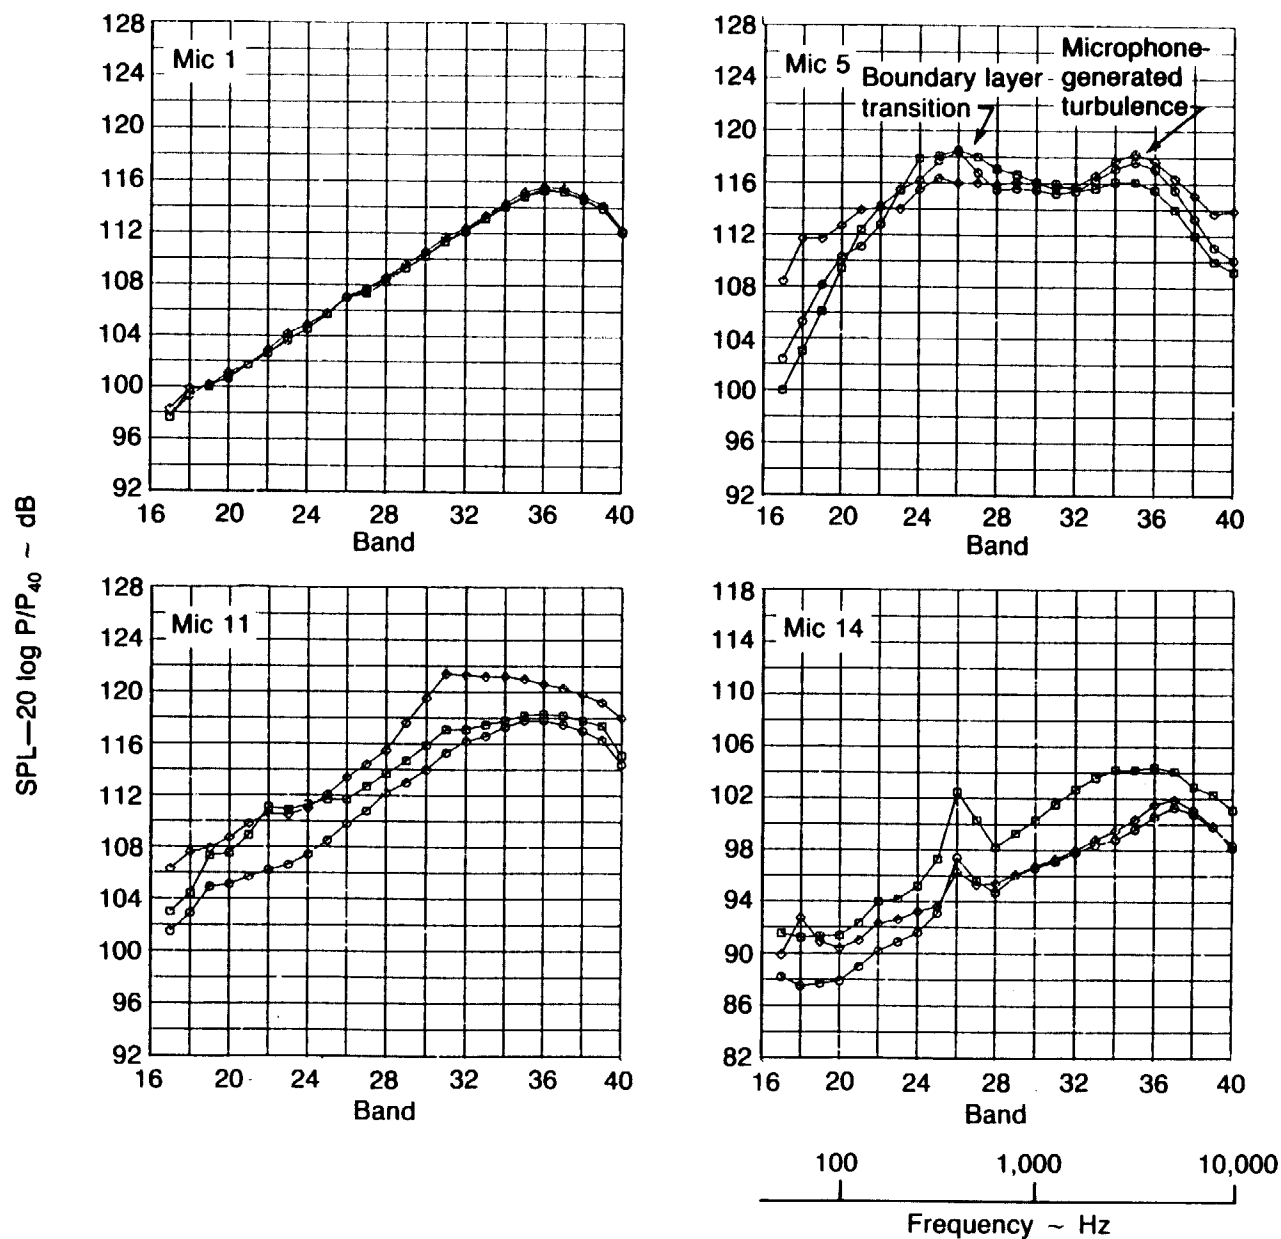 SPL—20 log P/P40 ~ dB
128
124
120
116
112
108
104
100
96
92
Mic 1
16 20 24 28 32 36 40
Band
128
124
120
116
112
108
104
100
96
92
Mic 5
Boundary layer
transition
Microphone-
generated
turbulence
16 20 24 28 32 36 40
Band
128
124
120
116
112
108
104
100
96
92
Mic 11
16 20 24 28 32 36 40
Band
118
114
110
106
102
98
94
90
86
82
Mic 14
16 20 24 28 32 36 40
Band
100 1,000 10,000
Frequency ~ Hz